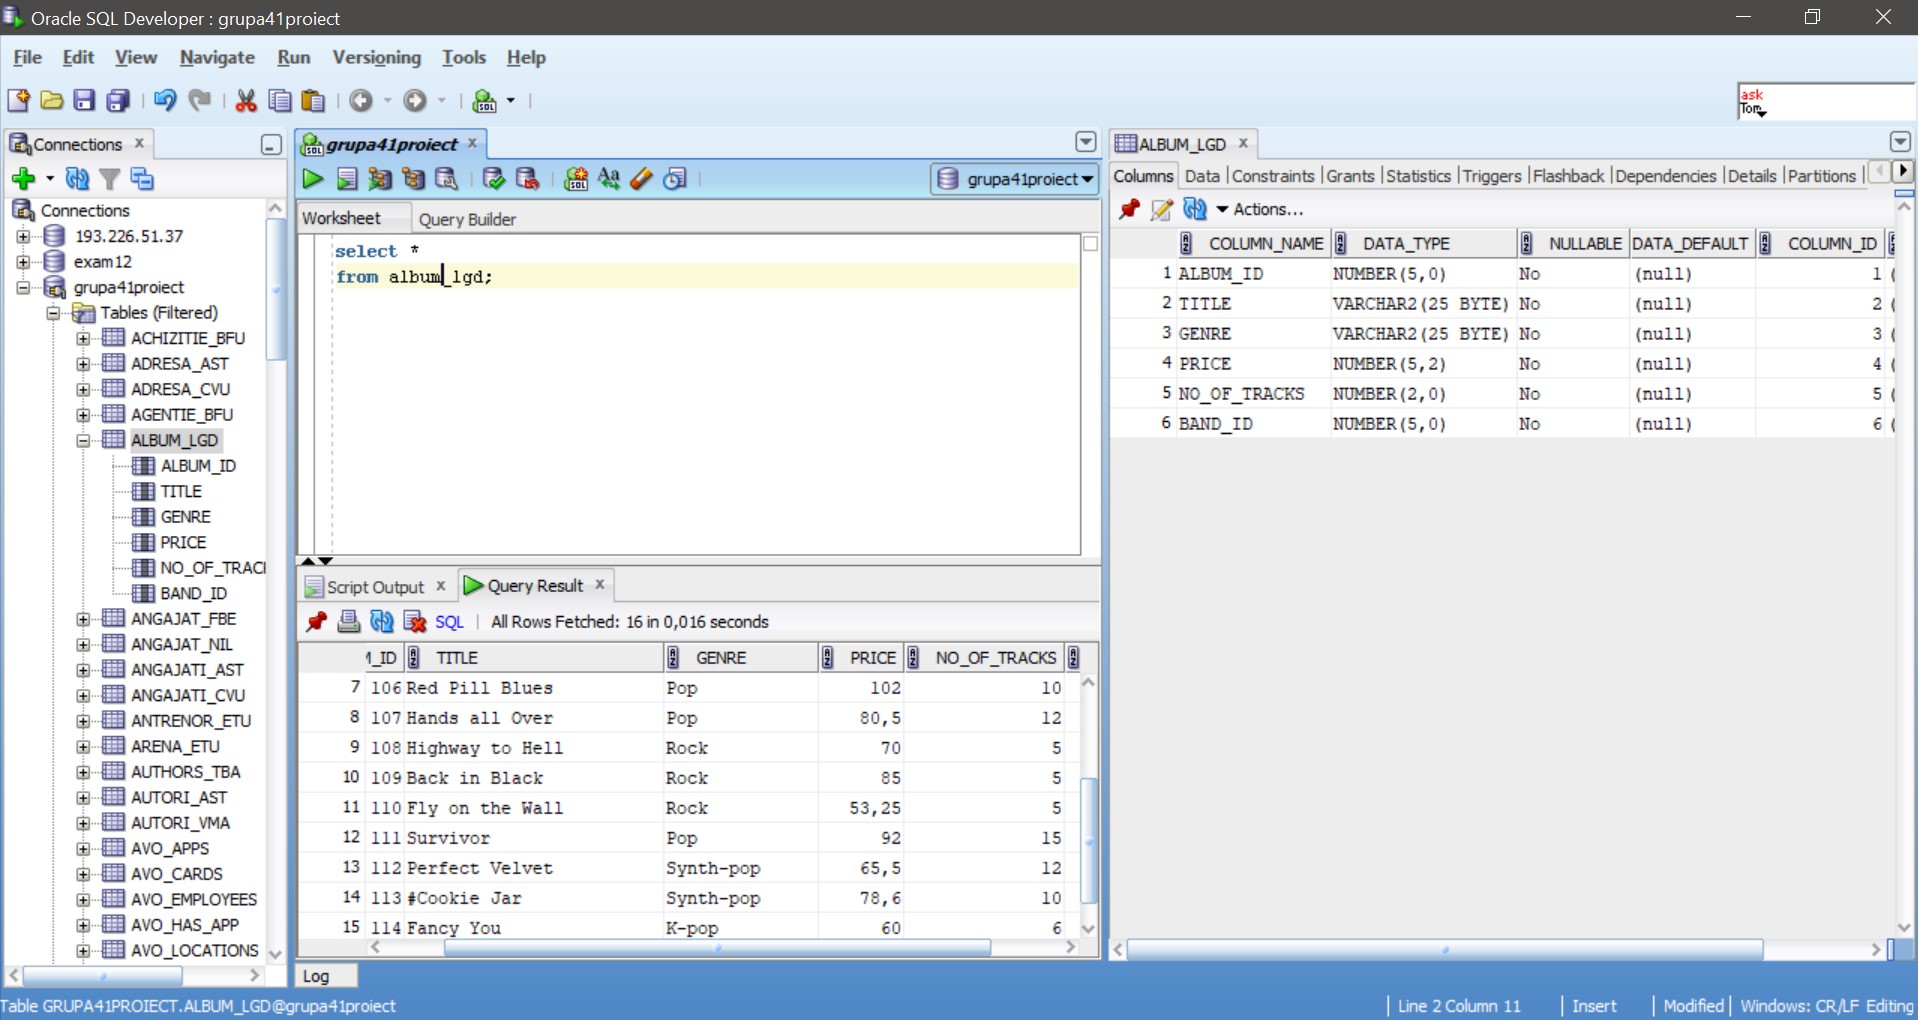 Oracle SQL Developer : grupa41proiect
File Edit View Navigate Run Versioning Tools Help
SQL
ask
Tom
Connections
Connections
193.226.51.37
exam12
grupa41proiect
Tables (Filtered)
ACHIZITIE_BFU
ADRESA_AST
ADRESA_CVU
AGENTIE_BFU
ALBUM_LGD
ALBUM_ID
TITLE
GENRE
PRICE
NO_OF_TRACK
BAND_ID
ANGAJAT_FBE
ANGAJAT_NIL
ANGAJATI_AST
ANGAJATI_CVU
ANTRENOR_ETU
ARENA_ETU
AUTHORS_TBA
AUTORI_AST
AUTORI_VMA
AVO_APPS
AVO_CARDS
AVO_EMPLOYEES
AVO_HAS_APP
AVO_LOCATIONS
grupa41proiect
grupa41proiect
Worksheet Query Builder
select *
from album_lgd;
Script Output Query Result
SQL All Rows Fetched: 16 in 0,016 seconds
M_ID TITLE GENRE PRICE NO_OF_TRACKS
7 106 Red Pill Blues Pop 102 10
8 107 Hands all Over Pop 80,5 12
9 108 Highway to Hell Rock 70 5
10 109 Back in Black Rock 85 5
11 110 Fly on the Wall Rock 53,25 5
12 111 Survivor Pop 92 15
13 112 Perfect Velvet Synth-pop 65,5 12
14 113 #Cookie Jar Synth-pop 78,6 10
15 114 Fancy You K-pop 60 6
Log
ALBUM_LGD
Columns Data Constraints Grants Statistics Triggers Flashback Dependencies Details Partitions
Actions...
COLUMN_NAME DATA_TYPE NULLABLE DATA_DEFAULT COLUMN_ID
1 ALBUM_ID NUMBER(5,0) No (null) 1 (
2 TITLE VARCHAR2(25 BYTE) No (null) 2 (
3 GENRE VARCHAR2(25 BYTE) No (null) 3 (
4 PRICE NUMBER(5,2) No (null) 4 (
5 NO_OF_TRACKS NUMBER(2,0) No (null) 5 (
6 BAND_ID NUMBER(5,0) No (null) 6 (
Table GRUPA41PROIECT.ALBUM_LGD@grupa41proiect
Line 2 Column 11 Insert Modified Windows: CR/LF Editing